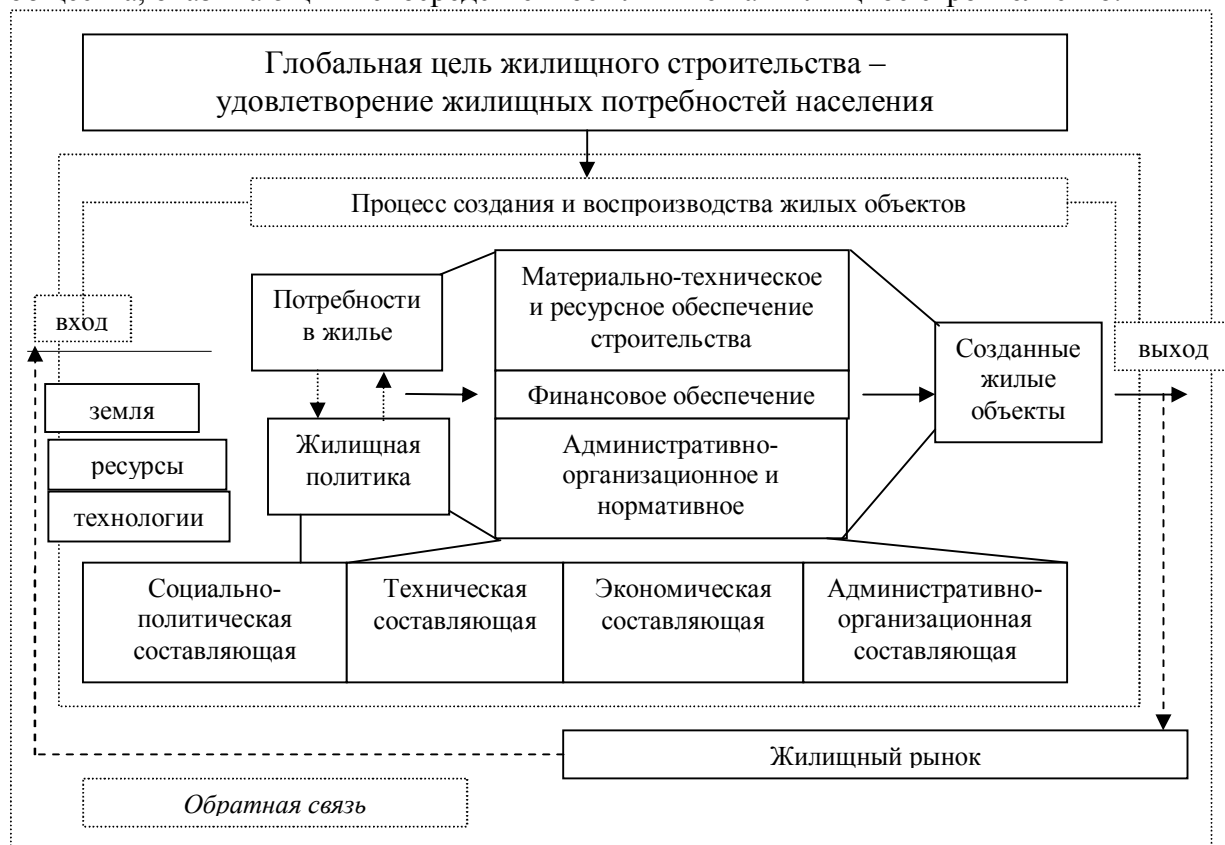 Глобальная цель жилищного строительства –
удовлетворение жилищных потребностей населения
Процесс создания и воспроизводства жилых объектов
вход
земля
ресурсы
технологии
Потребности
в жилье
Жилищная
политика
Материально-техническое
и ресурсное обеспечение
строительства
Финансовое обеспечение
Административно-
организационное и
нормативное
Созданные
жилые
объекты
выход
Социально-
политическая
составляющая
Техническая
составляющая
Экономическая
составляющая
Административно-
организационная
составляющая
Жилищный рынок
Обратная связь